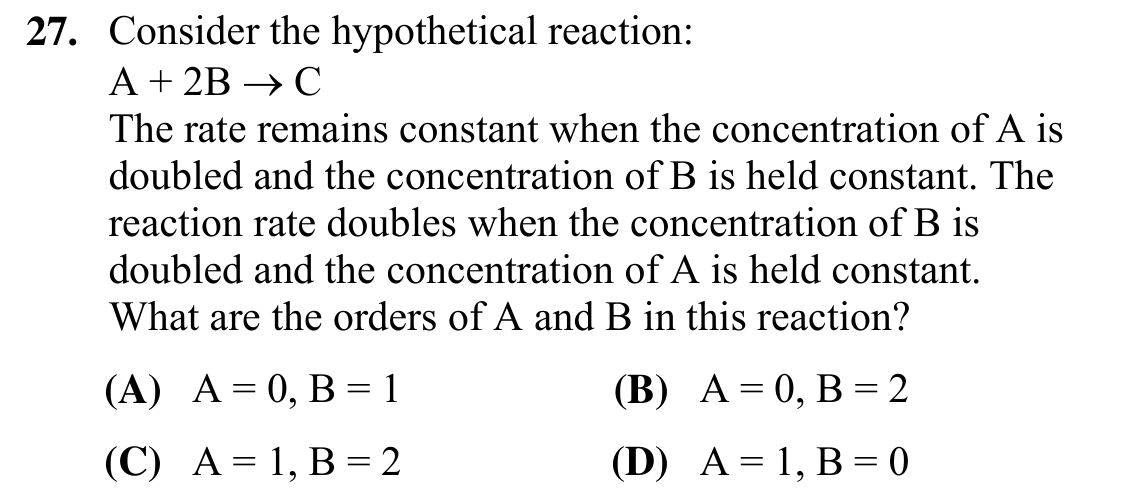 27. Consider the hypothetical reaction:
A + 2B → C
The rate remains constant when the concentration of A is
doubled and the concentration of B is held constant. The
reaction rate doubles when the concentration of B is
doubled and the concentration of A is held constant.
What are the orders of A and B in this reaction?
(A) A = 0, B = 1 (B) A = 0, B = 2
(C) A = 1, B = 2 (D) A = 1, B = 0